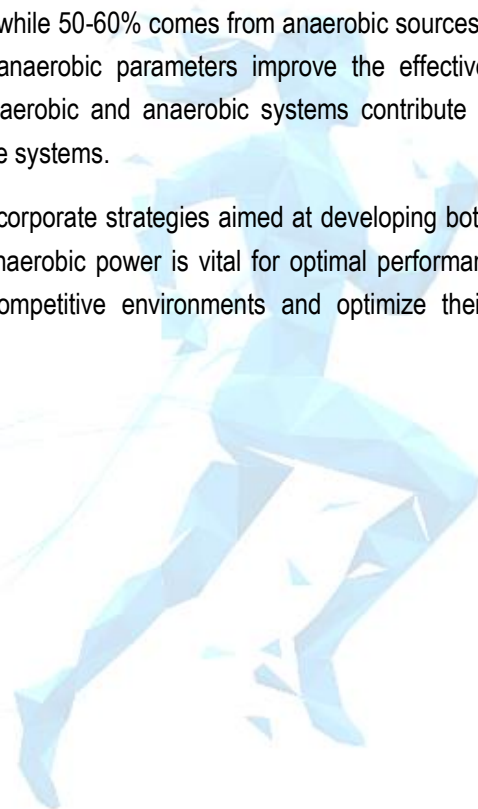 while 50-60% comes from anaerobic sources
anaerobic parameters improve the effective
aerobic and anaerobic systems contribute
e systems.
corporate strategies aimed at developing bot
naerobic power is vital for optimal performan
ompetitive environments and optimize thei